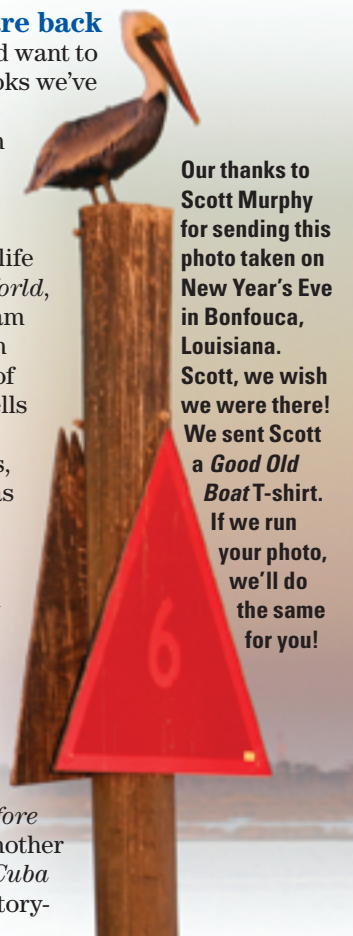 are back
d want to
oks we've
n
life
orld,
am
n
of
ells
s,
as
fore
nother
Cuba
tory-
Our thanks to
Scott Murphy
for sending this
photo taken on
New Year's Eve
in Bonfouca,
Louisiana.
Scott, we wish
we were there!
We sent Scott
a Good Old
Boat T-shirt.
If we run
your photo,
we'll do
the same
for you!
6